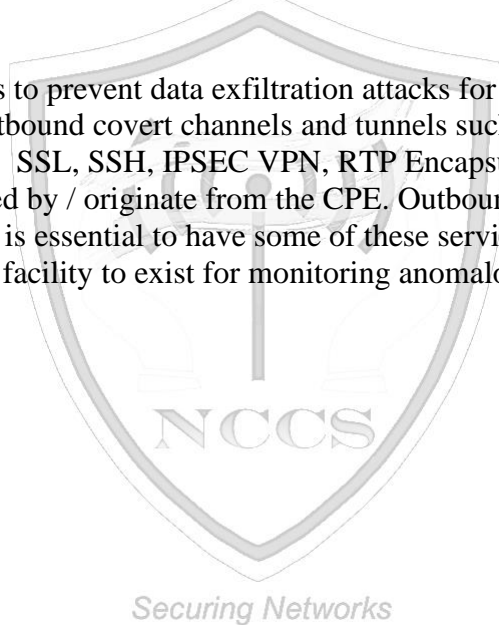 s to prevent data exfiltration attacks for
tbound covert channels and tunnels suc
SSL, SSH, IPSEC VPN, RTP Encaps
ed by / originate from the CPE. Outboun
is essential to have some of these servi
facility to exist for monitoring anomalo
NCCS
Securing Networks